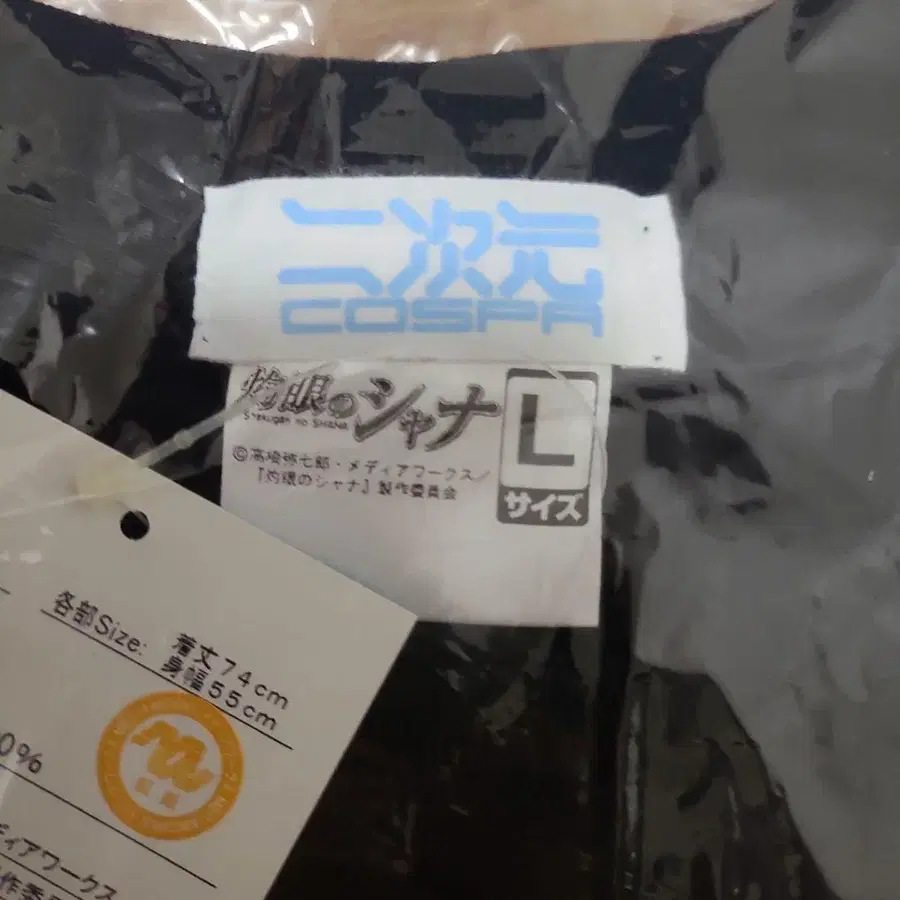 二次元
COSPA
灼眼のシャナ
SHAKUGAN NO SHANA
L
サイズ
©高橋弥七郎・メディアワークス/
『灼眼のシャナ』製作委員会
各部Size:
着丈74cm
身幅55cm
0%
ディアワークス